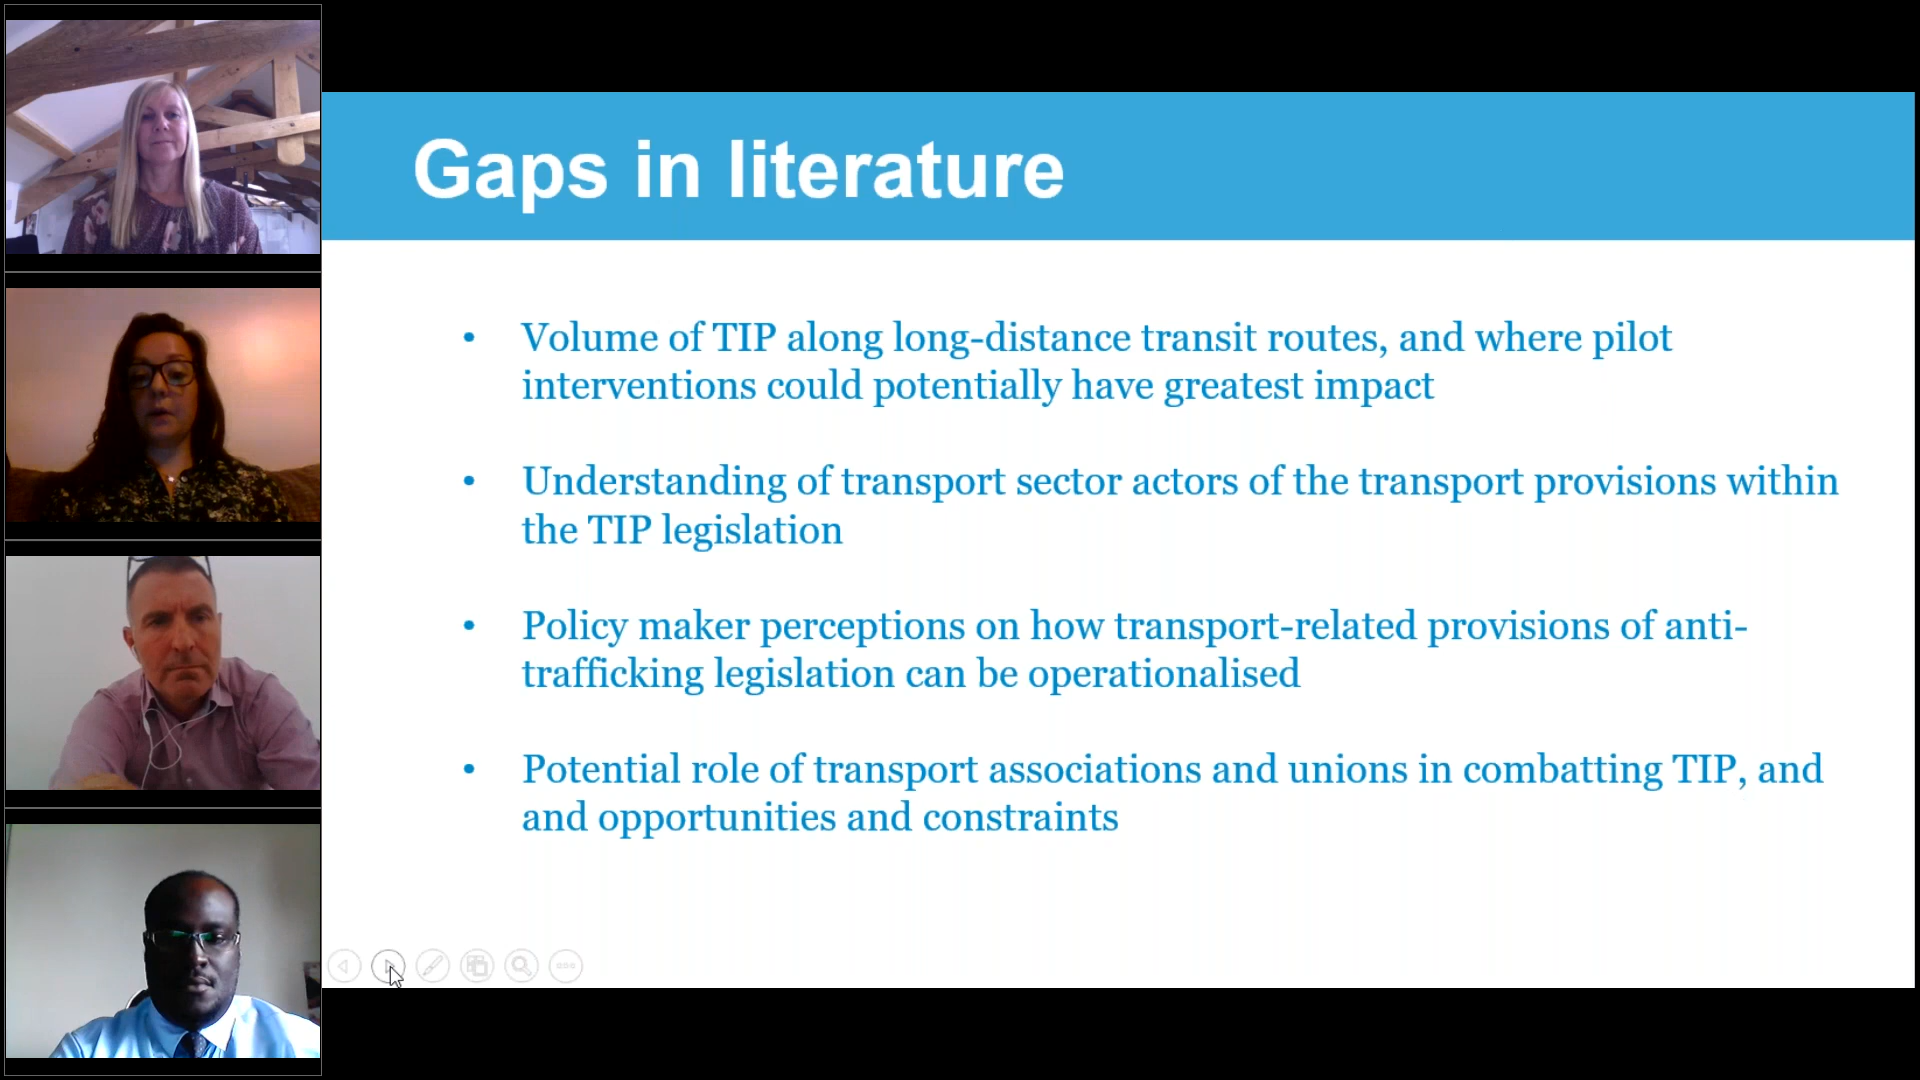 Gaps in literature
• Volume of TIP along long-distance transit routes, and where pilot
interventions could potentially have greatest impact
• Understanding of transport sector actors of the transport provisions within
the TIP legislation
• Policy maker perceptions on how transport-related provisions of anti-
trafficking legislation can be operationalised
• Potential role of transport associations and unions in combatting TIP, and
and opportunities and constraints